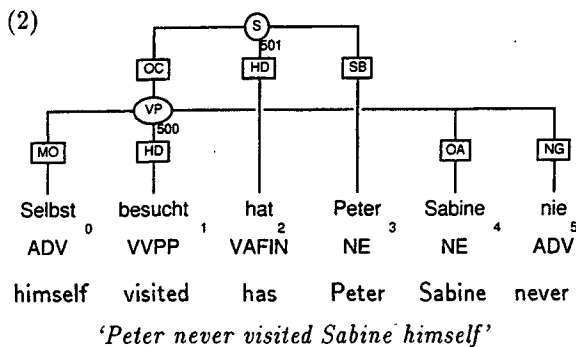 (2)
S
501
OC HD SB
VP
500
MO HD OA NG
Selbst besucht hat Peter Sabine nie
0 1 2 3 4 5
ADV VVPP VAFIN NE NE ADV
himself visited has Peter Sabine never
'Peter never visited Sabine himself'